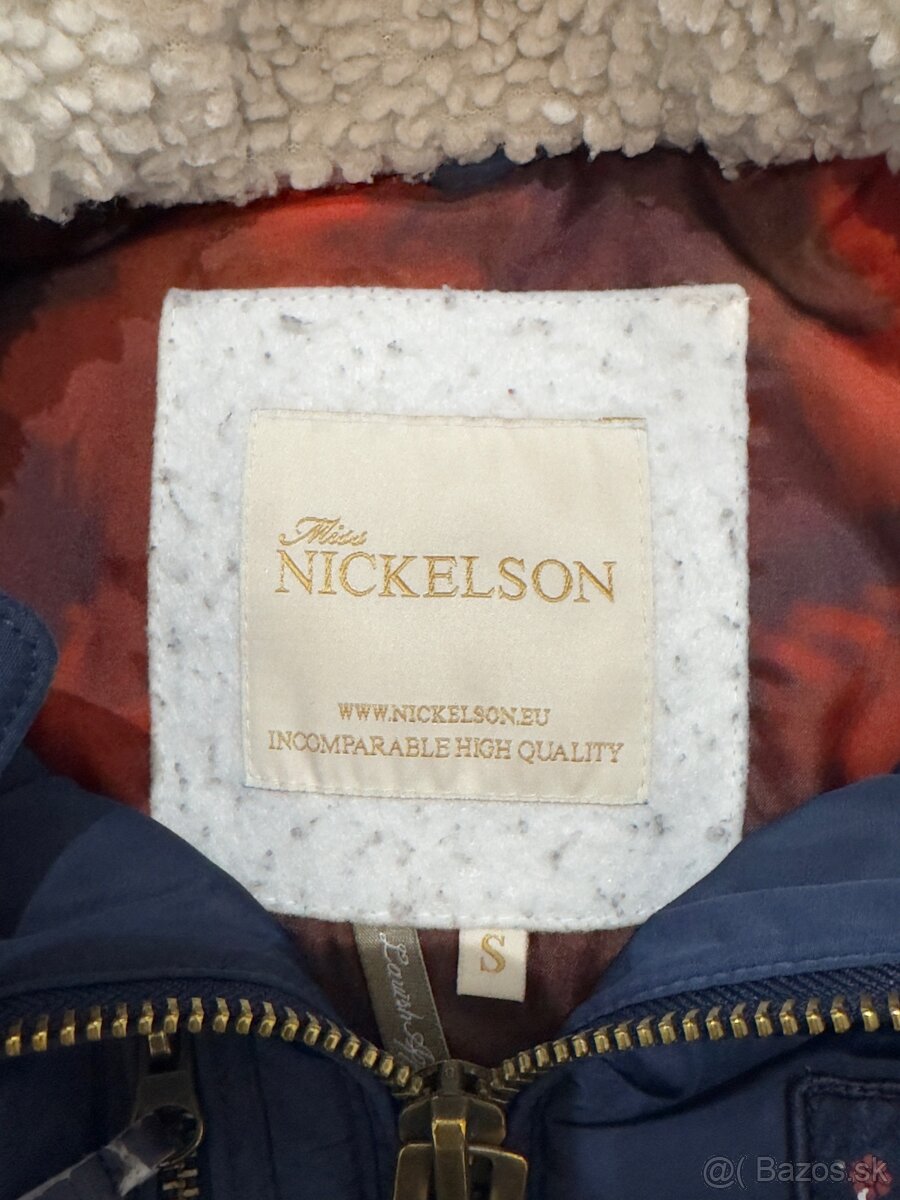 Miss
NICKELSON
WWW.NICKELSON.EU
INCOMPARABLE HIGH QUALITY
S
@( Bazos.sk